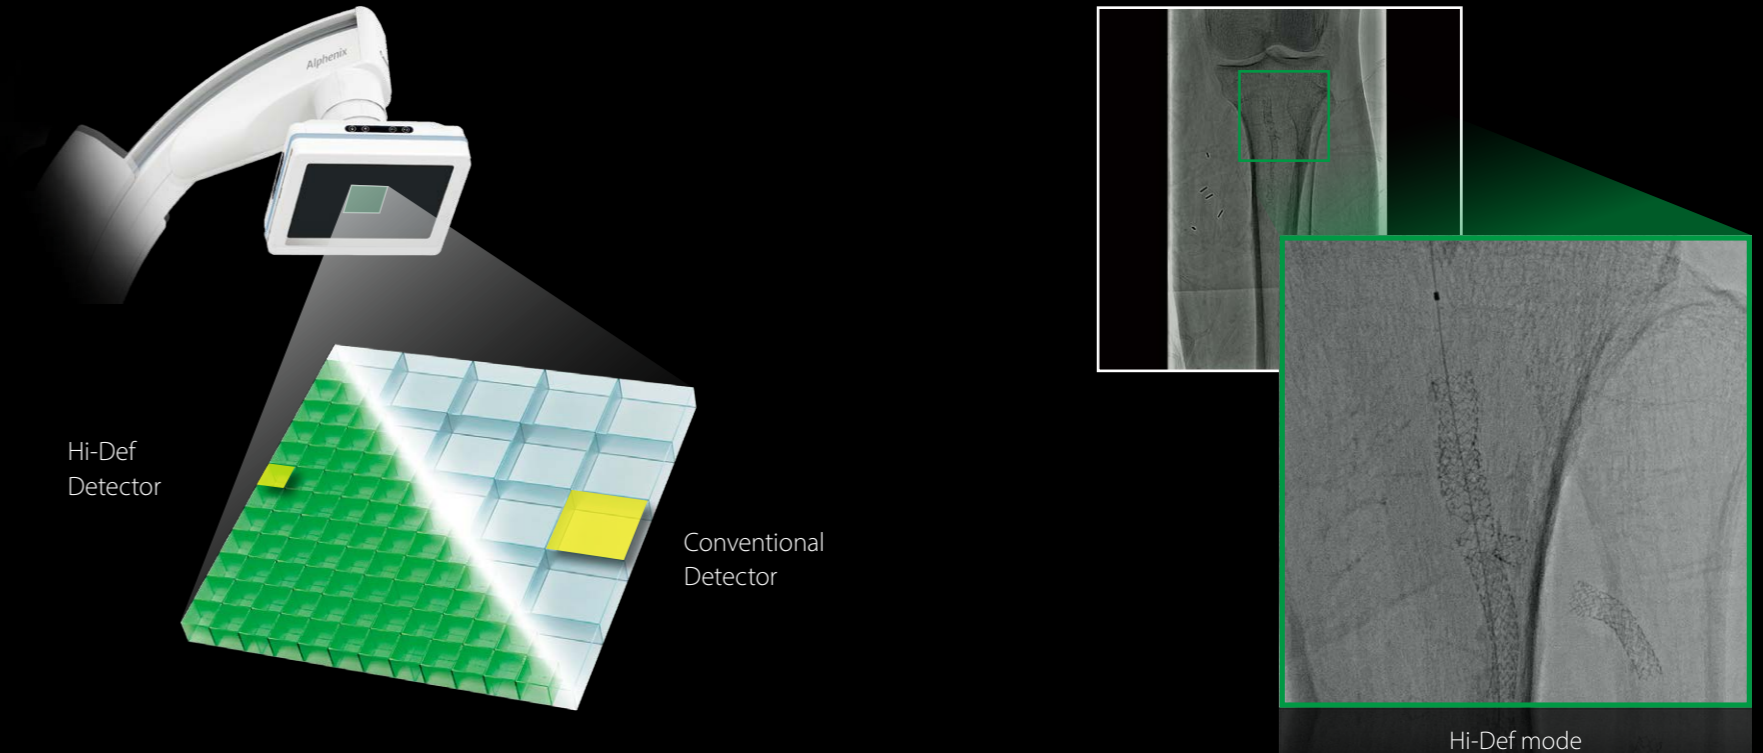 Alphenix
Hi-Def
Detector
Conventional
Detector
Hi-Def mode